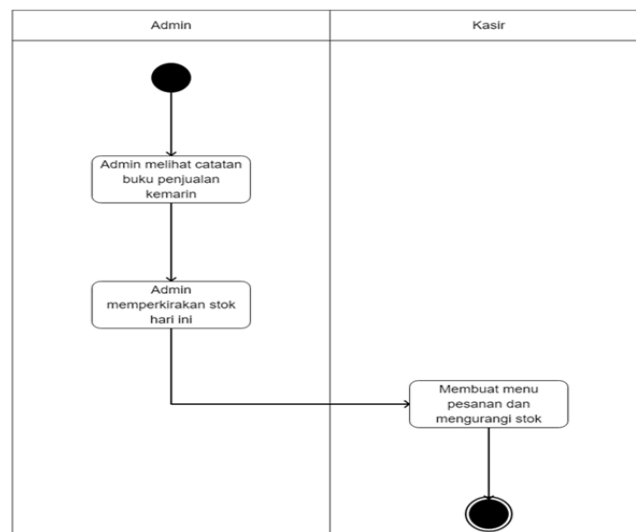 Admin
Kasir
Admin melihat catatan
buku penjualan
kemarin
Admin
memperkirakan stok
hari ini
Membuat menu
pesanan dan
mengurangi stok